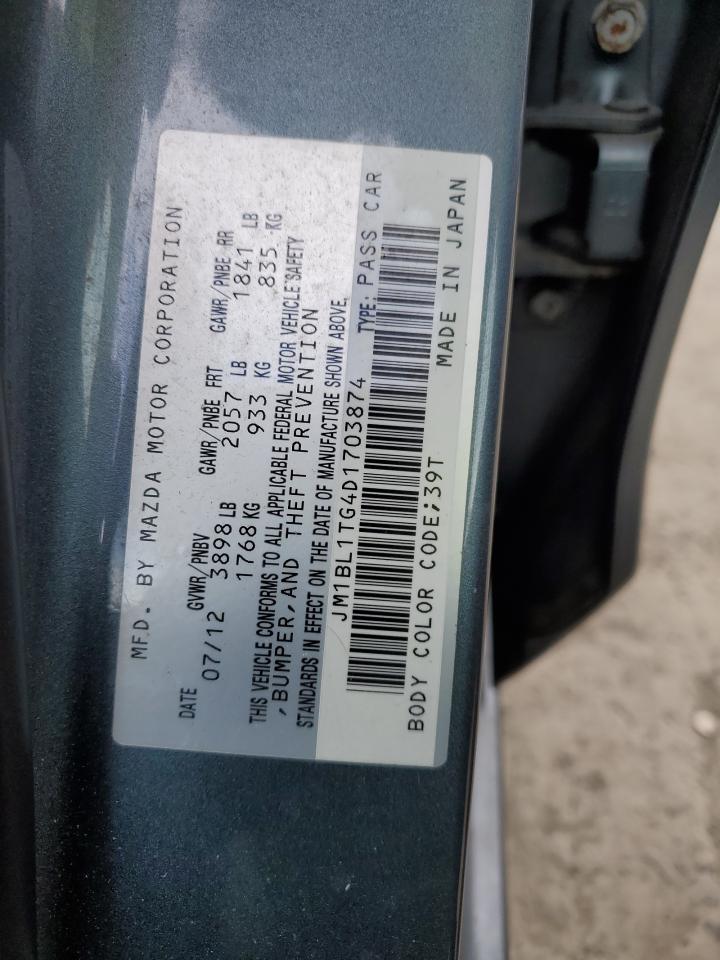 MFD. BY MAZDA MOTOR CORPORATION
DATE GVWR/PNBV GAWR/PNBE FRT GAWR/PNBE RR
07/12 3898 LB 2057 LB 1841 LB
1768 KG 933 KG 835 KG
THIS VEHICLE CONFORMS TO ALL APPLICABLE FEDERAL MOTOR VEHICLE SAFETY
,BUMPER,AND THEFT PREVENTION
STANDARDS IN EFFECT ON THE DATE OF MANUFACTURE SHOWN ABOVE,
JM1BL1TG4D1703874 TYPE: PASS CAR
BODY COLOR CODE;39T MADE IN JAPAN